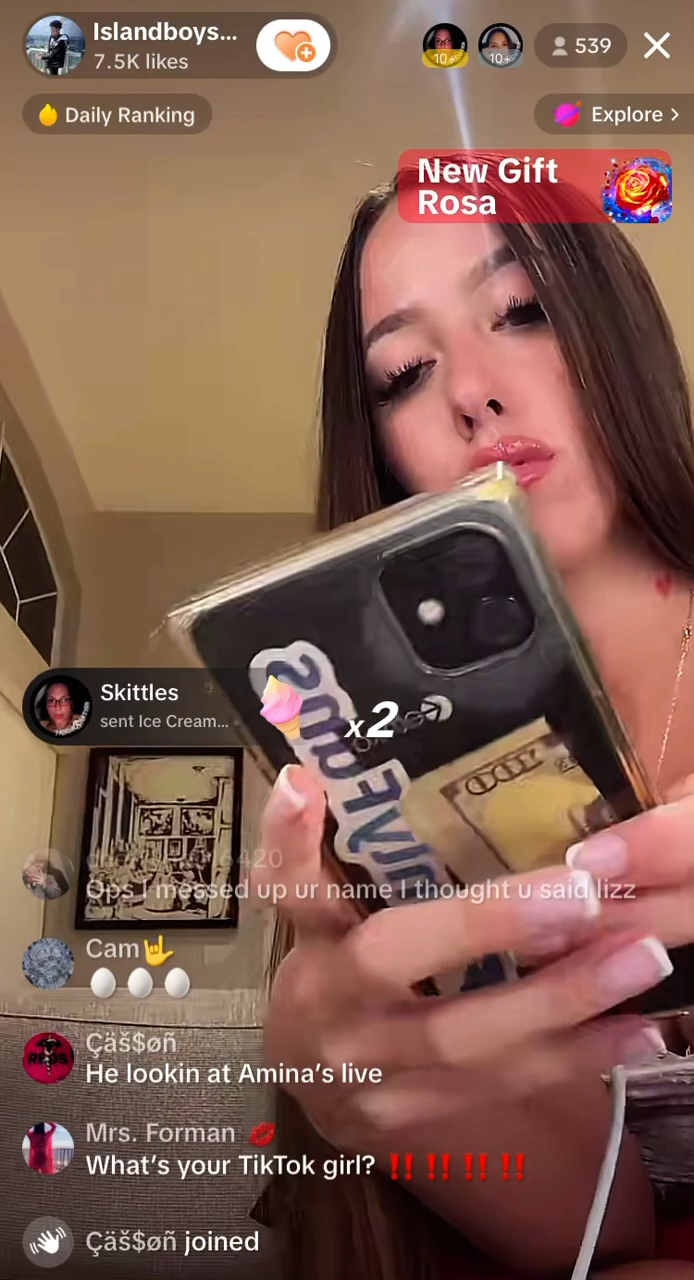 Islandboys...
7.5K likes
10+
10+
539
Daily Ranking
Explore >
New Gift
Rosa
Skittles
sent Ice Cream...
x2
Ops I messed up ur name I thought u said lizz
Cam🤟
🥚🥚🥚
Çäš$øñ
He lookin at Amina's live
Mrs. Forman 💋
What's your TikTok girl? ‼️‼️‼️‼️
Çäš$øñ joined